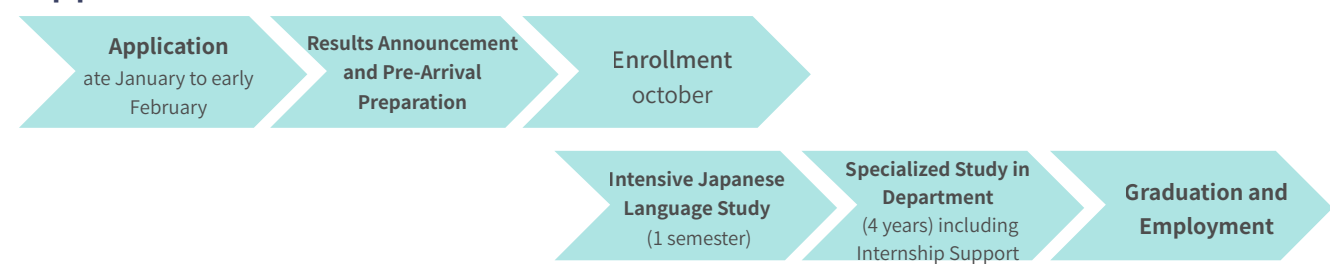 Application
ate January to early
February
Results Announcement
and Pre-Arrival
Preparation
Enrollment
october
Intensive Japanese
Language Study
(1 semester)
Specialized Study in
Department
(4 years) including
Internship Support
Graduation and
Employment